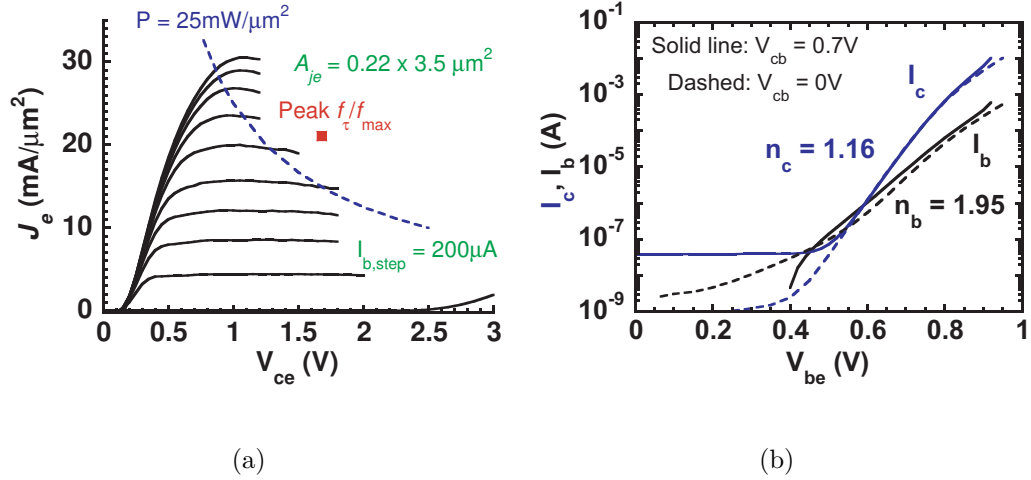 P = 25mW/μm²
A_je = 0.22 x 3.5 μm²
Peak f_τ/f_max
I_b,step = 200μA
J_e (mA/μm²)
30
20
10
0
0 0.5 1 1.5 2 2.5 3
V_ce (V)
(a)
Solid line: V_cb = 0.7V
Dashed: V_cb = 0V
I_c
n_c = 1.16
I_b
n_b = 1.95
I_c, I_b (A)
10⁻¹
10⁻³
10⁻⁵
10⁻⁷
10⁻⁹
0 0.2 0.4 0.6 0.8 1
V_be (V)
(b)